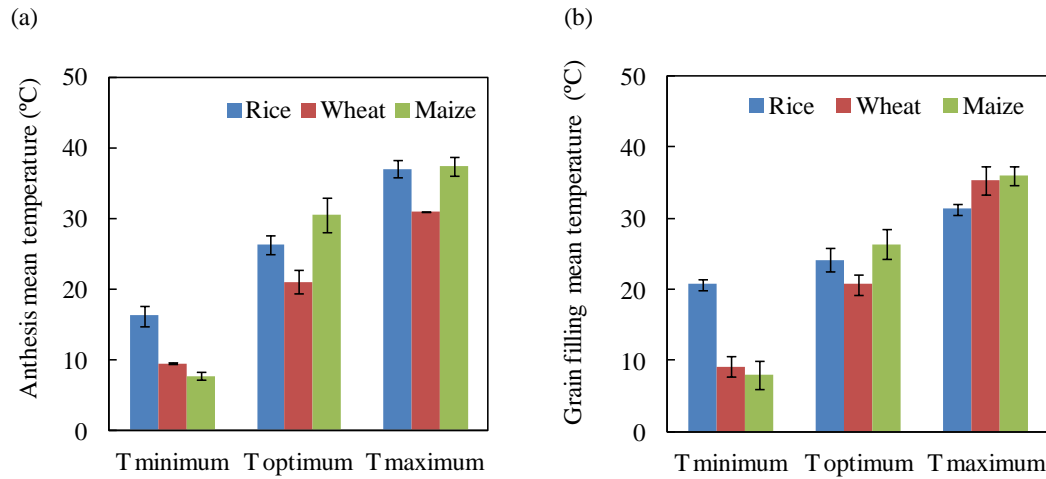 (a)
Anthesis mean temperature (ºC)
50
40
30
20
10
0
Rice Wheat Maize
T minimum T optimum T maximum
(b)
Grain filling mean temperature (ºC)
50
40
30
20
10
0
Rice Wheat Maize
T minimum T optimum T maximum